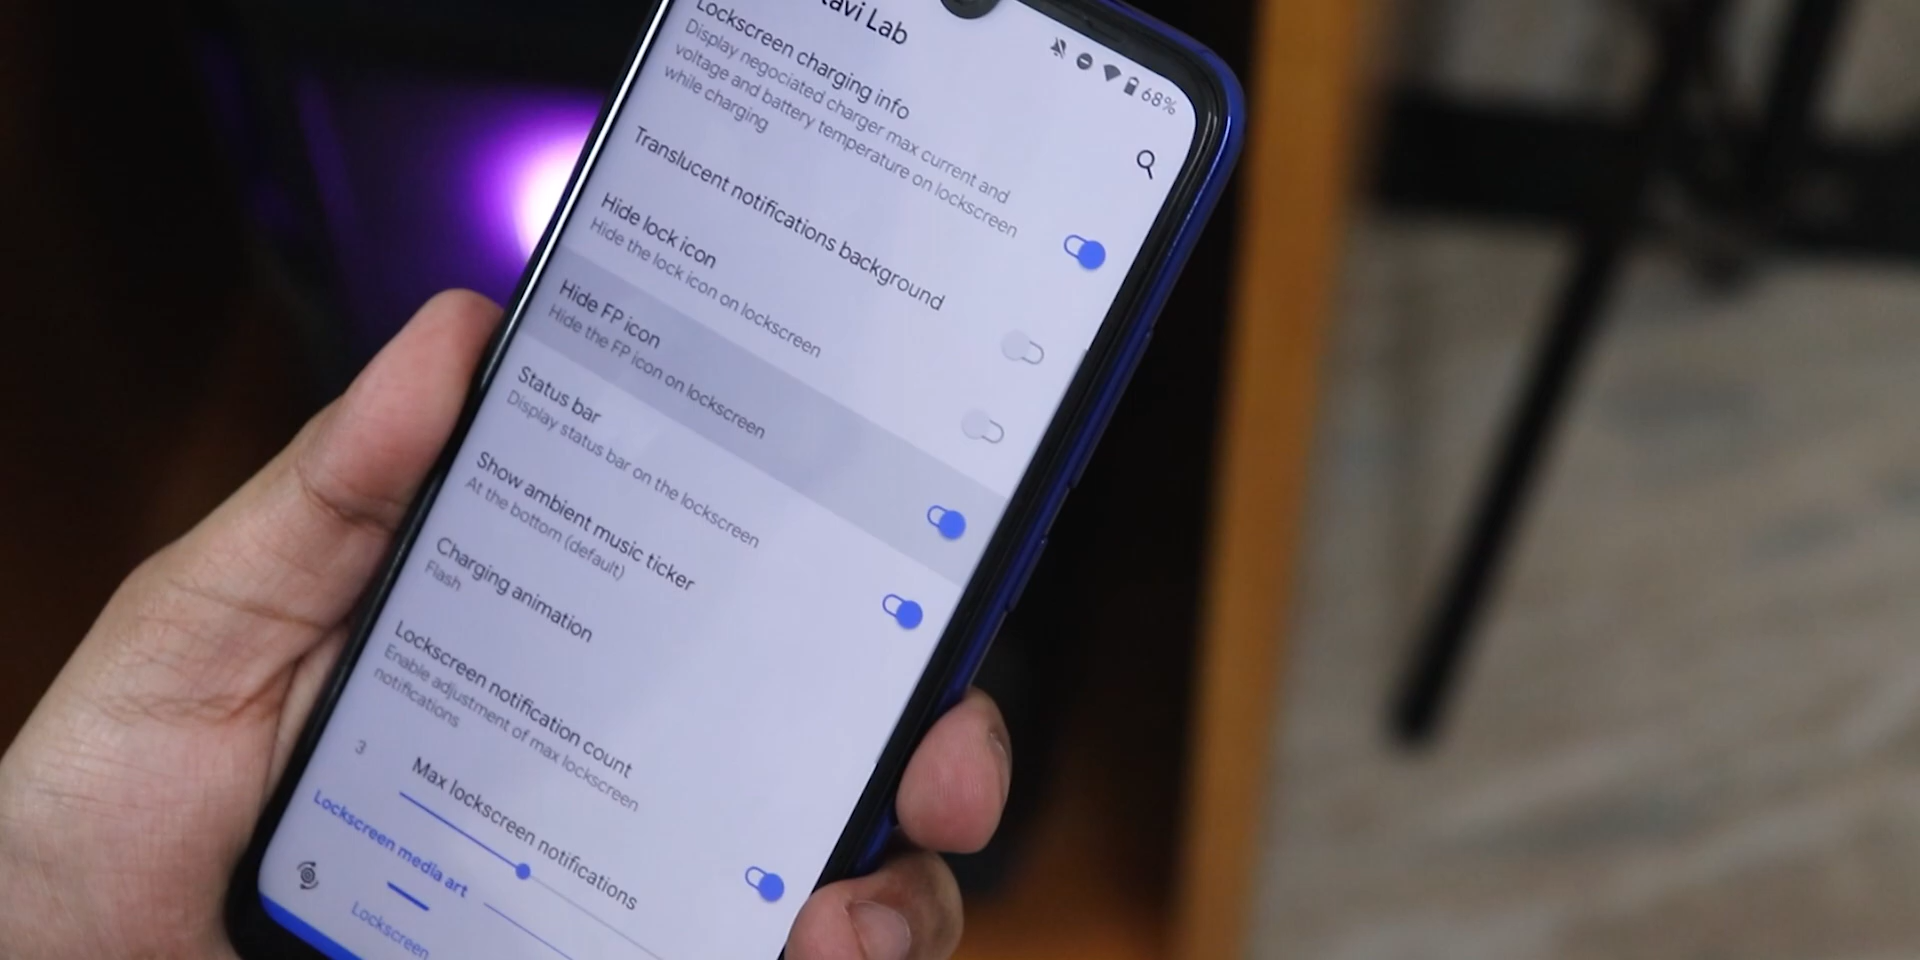 Lab
68%
Lockscreen charging info
Display negociated charger max current and
voltage and battery temperature on lockscreen
while charging
Translucent notifications background
Hide lock icon
Hide the lock icon on lockscreen
Hide FP icon
Hide the FP icon on lockscreen
Status bar
Display status bar on the lockscreen
Show ambient music ticker
At the bottom (default)
Charging animation
Flash
Lockscreen notification count
Enable adjustment of max lockscreen
notifications
Max lockscreen notifications
3
Lockscreen media art
Lockscreen